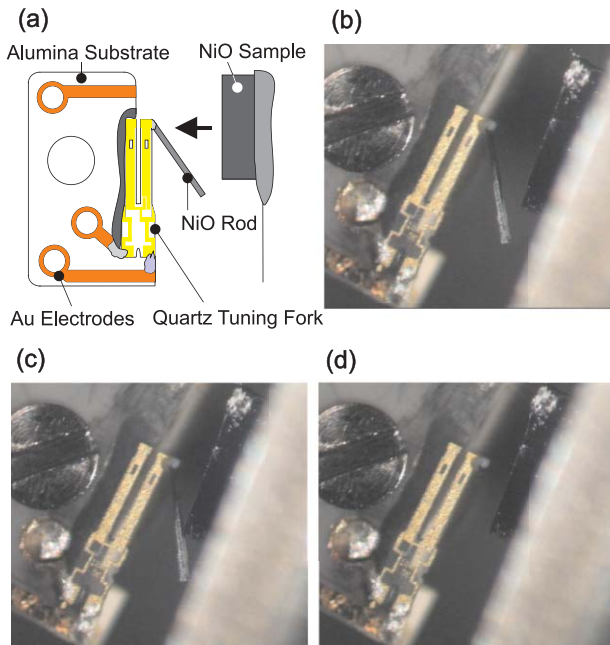 (a)
Alumina Substrate
NiO Sample
NiO Rod
Au Electrodes
Quartz Tuning Fork
(b)
(c)
(d)